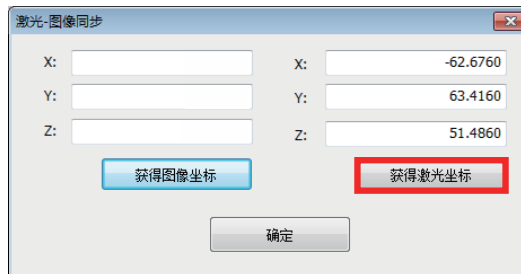 激光-图像同步
X: X: -62.6760
Y: Y: 63.4160
Z: Z: 51.4860
获得图像坐标 获得激光坐标
确定